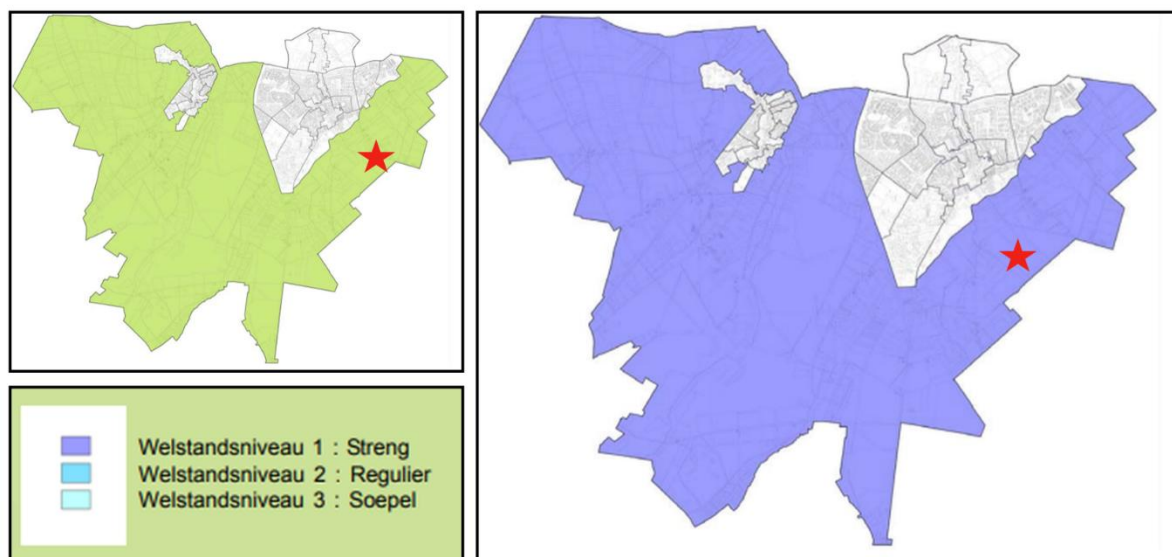 Welstandsniveau 1 : Streng
Welstandsniveau 2 : Regulier
Welstandsniveau 3 : Soepel